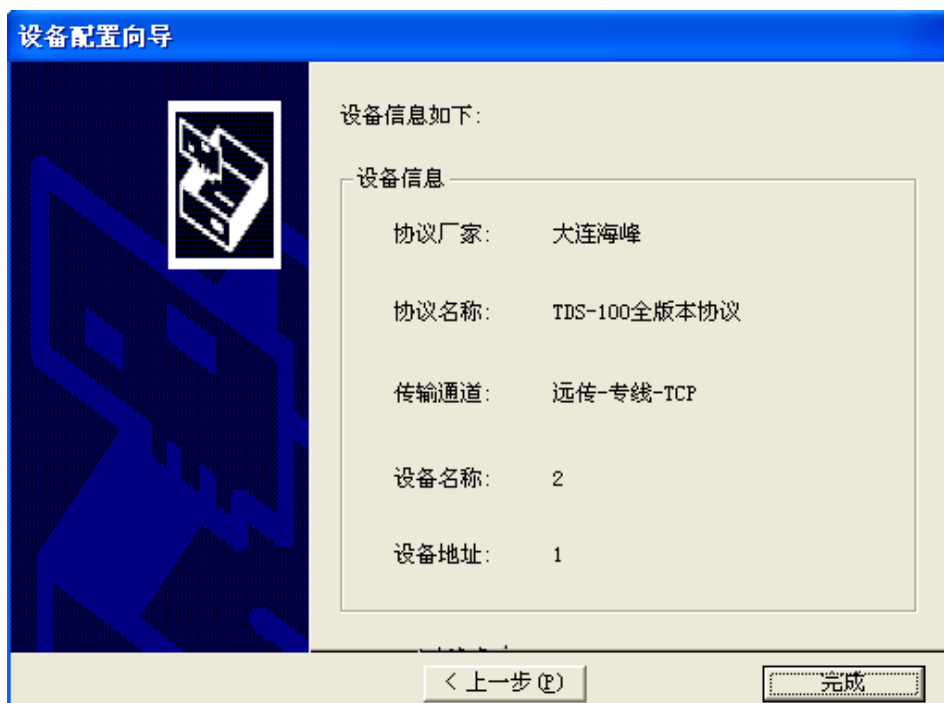 设备配置向导
设备信息如下:
设备信息
协议厂家: 大连海峰
协议名称: TDS-100全版本协议
传输通道: 远传-专线-TCP
设备名称: 2
设备地址: 1
< 上一步(P) 完成